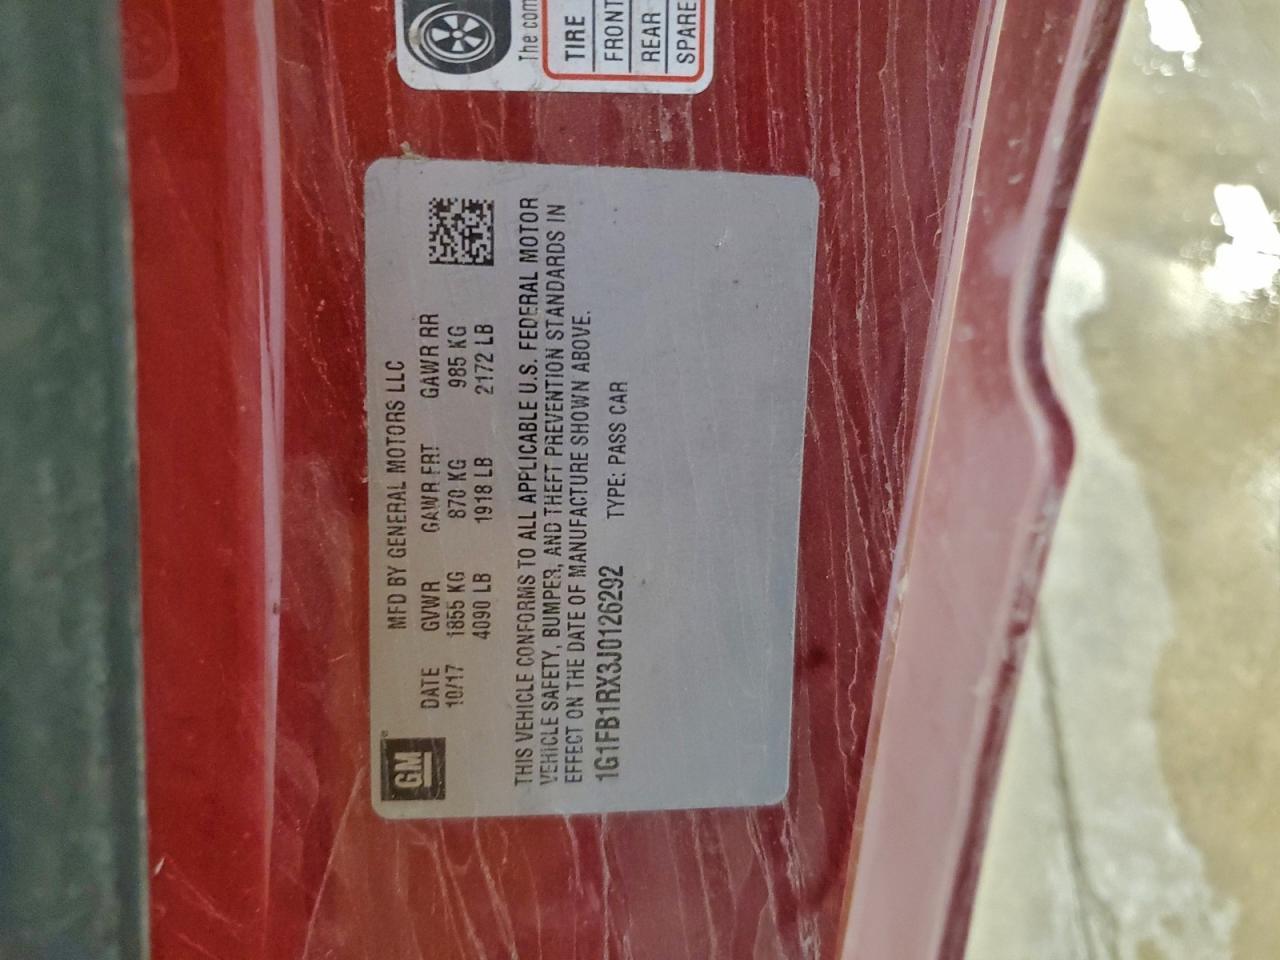 The com
TIRE
FRONT
REAR
SPARE
GM
MFD BY GENERAL MOTORS LLC
DATE GVWR GAWR FRT GAWR RR
10/17 1855 KG 870 KG 985 KG
4090 LB 1918 LB 2172 LB
THIS VEHICLE CONFORMS TO ALL APPLICABLE U.S. FEDERAL MOTOR
VEHICLE SAFETY, BUMPER, AND THEFT PREVENTION STANDARDS IN
EFFECT ON THE DATE OF MANUFACTURE SHOWN ABOVE.
1G1FB1RX3J0126292 TYPE: PASS CAR